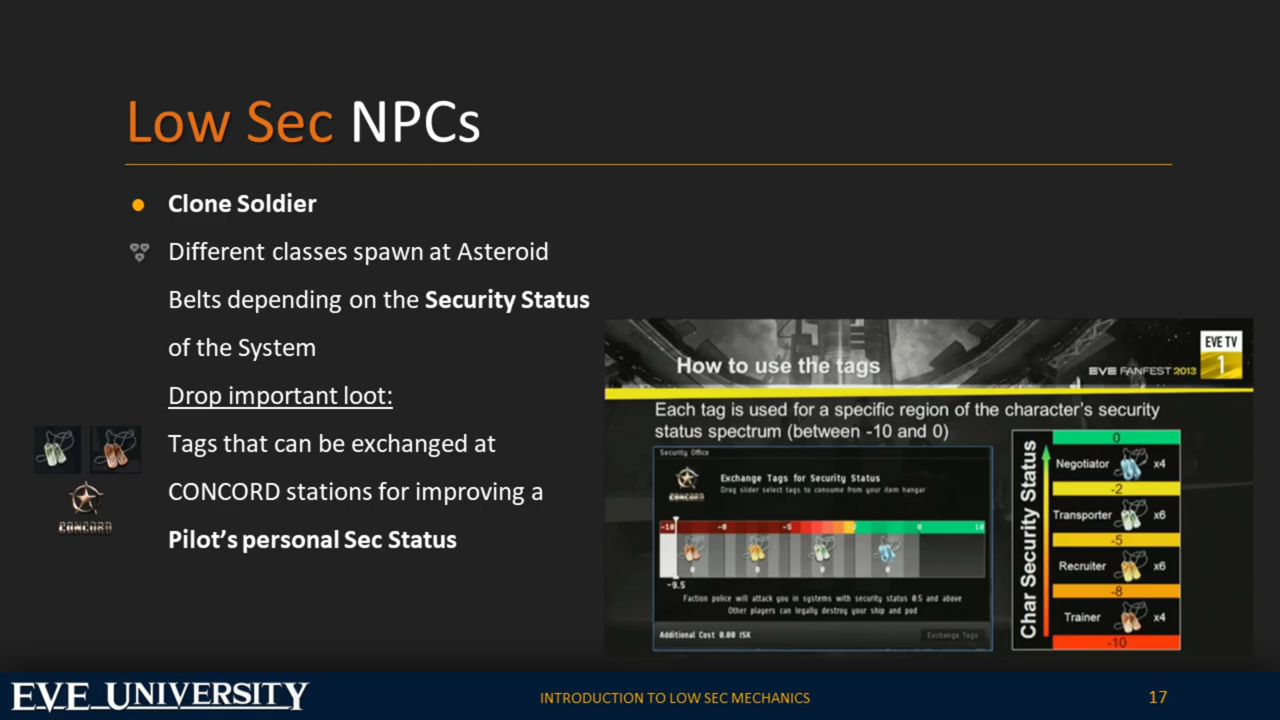 Low Sec NPCs
Clone Soldier
Different classes spawn at Asteroid
Belts depending on the Security Status
of the System
Drop important loot:
Tags that can be exchanged at
CONCORD stations for improving a
Pilot's personal Sec Status
CONCORD
How to use the tags
EVE FANFEST 2013
EVE TV
1
Each tag is used for a specific region of the character's security
status spectrum (between -10 and 0)
Security Office
CONCORD
Exchange Tags for Security Status
Drag slider select tags to consume from your item hangar
-10 -8 -5 -2 0 10
0 0 0 0
-9.5
Faction police will attack you in systems with security status 0.5 and above
Other players can legally destroy your ship and pod
Additional Cost 0.00 ISK
Exchange Tags
Char Security Status
0
Negotiator x4
-2
Transporter x6
-5
Recruiter x6
-8
Trainer x4
-10
EVE UNIVERSITY
INTRODUCTION TO LOW SEC MECHANICS
17